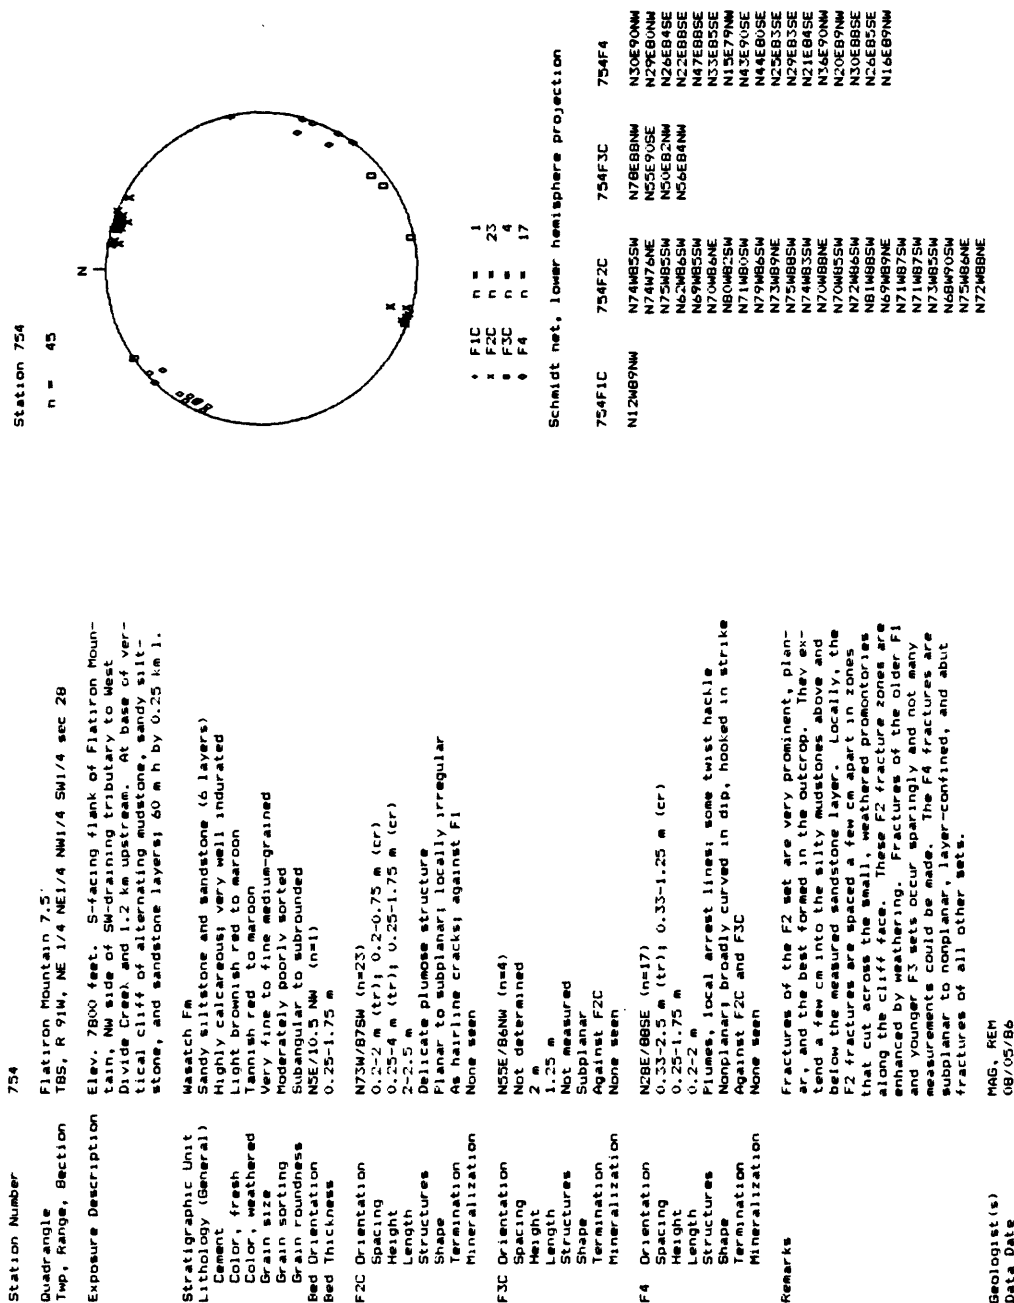 Station Number 754
Quadrangle Flatiron Mountain 7.5'
Twp, Range, Section T8S, R 91W, NE 1/4 NE1/4 NW1/4 SW1/4 sec 28
Exposure Description Elev. 7800 feet. S-facing flank of Flatiron Moun-
tain, NW side of SW-draining tributary to West
Divide Creek and 1.2 km upstream. At base of ver-
tical cliff of alternating mudstone, sandy silt-
stone, and sandstone layers; 60 m h by 0.25 km l.
Stratigraphic Unit Wasatch Fm
Lithology (General) Sandy siltstone and sandstone (6 layers)
Cement Highly calcareous; very well indurated
Color, fresh Light brownish red to maroon
Color, weathered Tannish red to maroon
Grain size Very fine to fine medium-grained
Grain sorting Moderately poorly sorted
Grain roundness Subangular to subrounded
Bed Orientation N5E/10.5 NW (n=1)
Bed Thickness 0.25-1.75 m
F2C Orientation N73W/87SW (n=23)
Spacing 0.2-2 m (tr); 0.2-0.75 m (cr)
Height 0.25-4 m (tr); 0.25-1.75 m (cr)
Length 2-2.5 m
Structures Delicate plumose structure
Shape Planar to subplanar; locally irregular
Termination As hairline cracks; against F1
Mineralization None seen
F3C Orientation N55E/86NW (n=4)
Spacing Not determined
Height 2 m
Length 1.25 m
Structures Not measured
Shape Subplanar
Termination Against F2C
Mineralization None seen
F4 Orientation N28E/88SE (n=17)
Spacing 0.33-2.5 m (tr); 0.33-1.25 m (cr)
Height 0.25-1.75 m
Length 0.2-2 m
Structures Plumes, local arrest lines; some twist hackle
Shape Nonplanar; broadly curved in dip, hooked in strike
Termination Against F2C and F3C
Mineralization None seen
Remarks Fractures of the F2 set are very prominent, plan-
ar, and the best formed in the outcrop. They ex-
tend a few cm into the silty mudstones above and
below the measured sandstone layer. Locally, the
F2 fractures are spaced a few cm apart in zones
that cut across the small, weathered promontories
along the cliff face. These F2 fracture zones are
enhanced by weathering. Fractures of the older F1
and younger F3 sets occur sparingly and not many
measurements could be made. The F4 fractures are
subplanar to nonplanar, layer-confined, and abut
fractures of all other sets.
Geologist(s) MAG, REM
Data Date 08/05/86
Station 754
n = 45
N
+ F1C n = 1
x F2C n = 23
▫ F3C n = 4
◊ F4 n = 17
Schmidt net, lower hemisphere projection
754F1C 754F2C 754F3C 754F4
N12W89NW N74W85SW N78E88NW N30E90NW
N74W76NE N55E90SE N29E80NW
N75W85SW N50E82NW N26E84SE
N62W86SW N56E84NW N22E88SE
N69W85SW N47E88SE
N70W86NE N33E85SE
N80W82SW N15E79NW
N71W80SW N43E90SE
N79W86SW N44E80SE
N73W89NE N25E83SE
N75W88SW N29E83SE
N74W83SW N21E84SE
N70W88NE N36E90NW
N70W85SW N20E89NW
N72W86SW N30E88SE
N81W88SW N26E85SE
N69W89NE N16E89NW
N71W87SW
N71W87SW
N73W85SW
N68W90SW
N75W86NE
N72W88NE